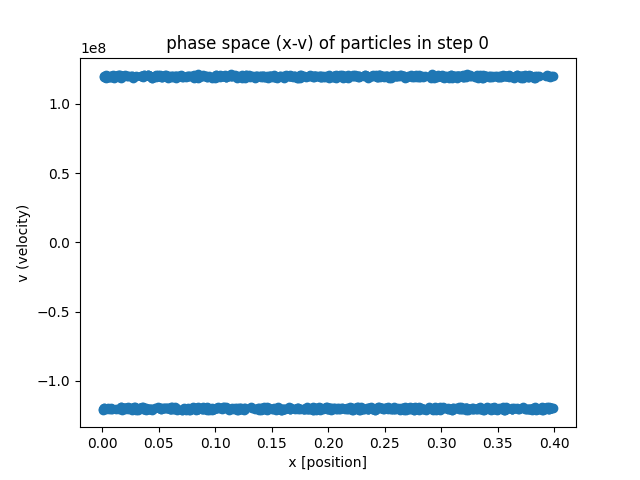 phase space (x-v) of particles in step 0
1e8
1.0
0.5
0.0
−0.5
−1.0
v (velocity)
0.00 0.05 0.10 0.15 0.20 0.25 0.30 0.35 0.40
x [position]